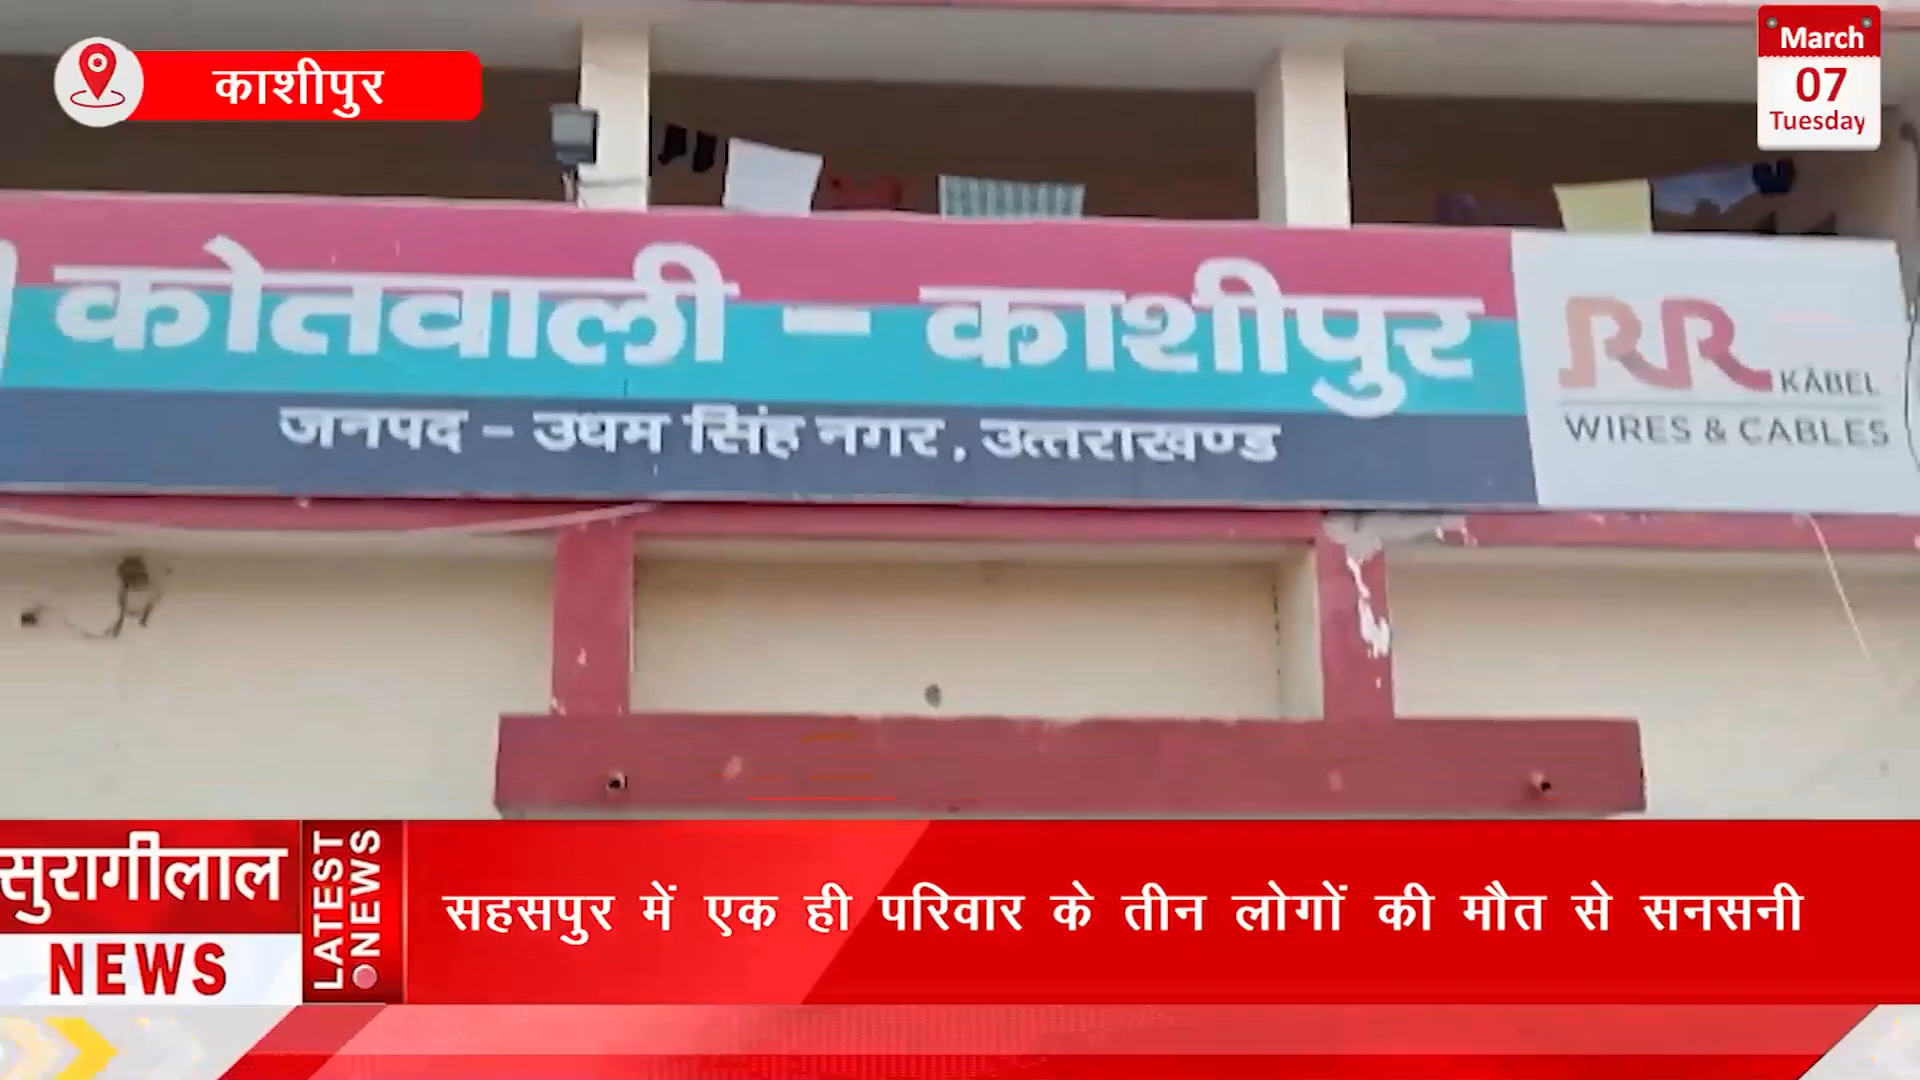 काशीपुर
March
07
Tuesday
कोतवाली - काशीपुर
जनपद - उधम सिंह नगर, उत्तराखण्ड
RR
KABEL
WIRES & CABLES
सुरागीलाल
NEWS
LATEST
NEWS
सहसपुर में एक ही परिवार के तीन लोगों की मौत से सनसनी